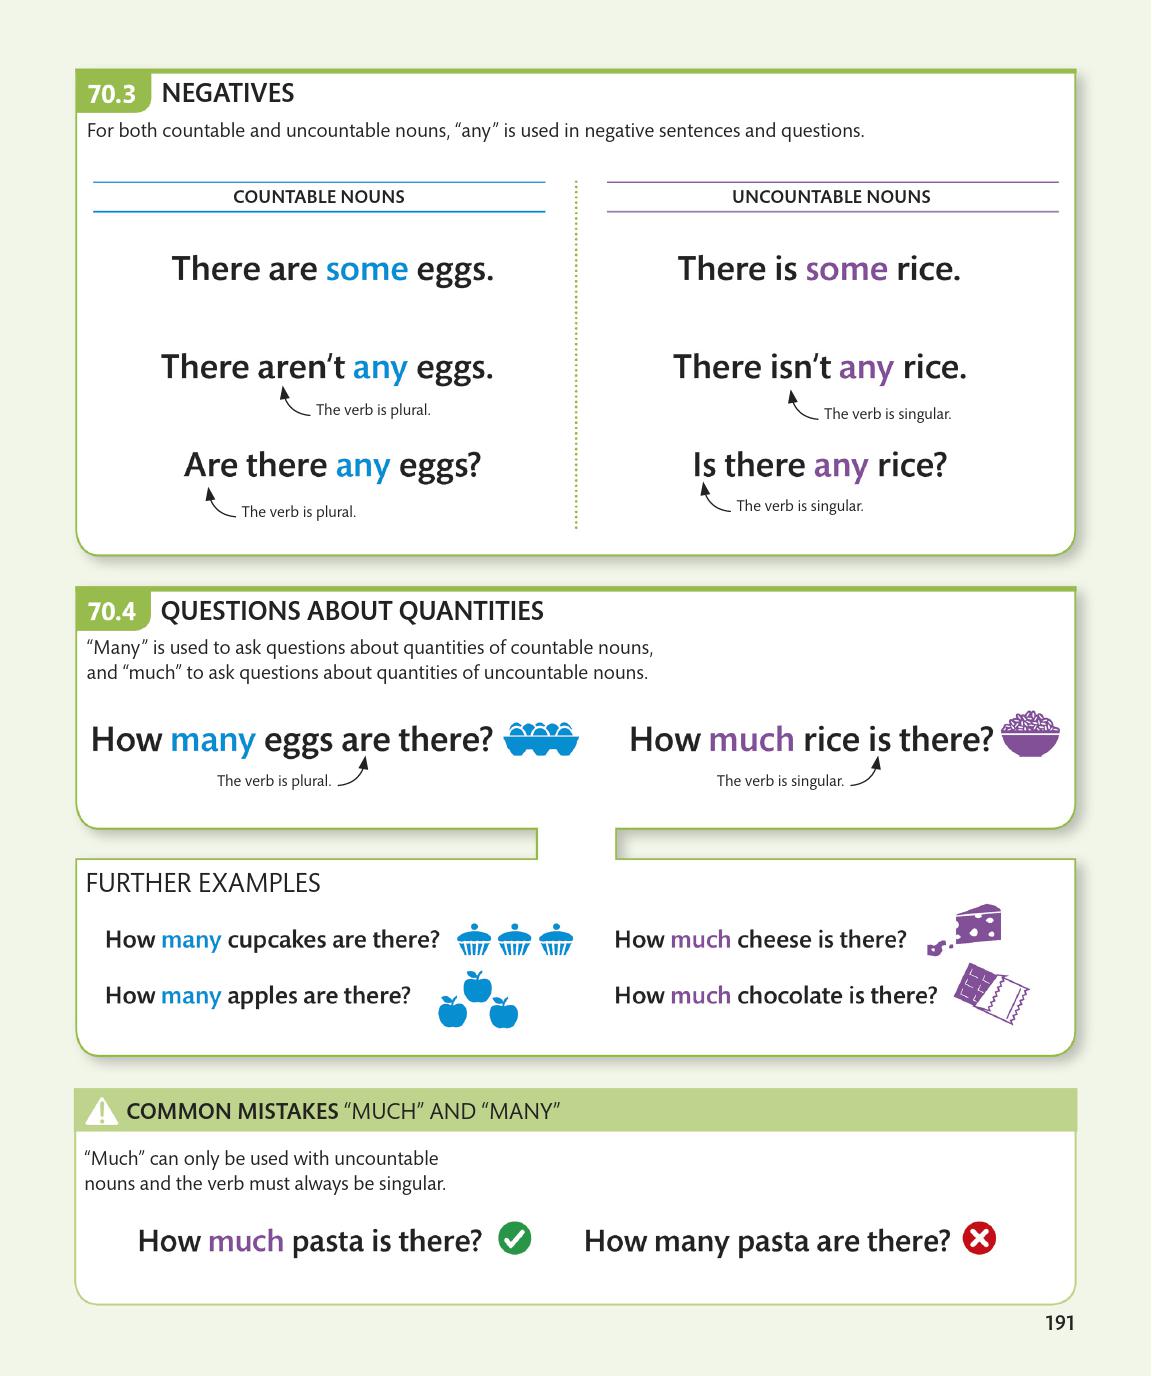 70.3 NEGATIVES
For both countable and uncountable nouns, “any” is used in negative sentences and questions.
COUNTABLE NOUNS
There are some eggs.
There aren’t any eggs.
The verb is plural.
Are there any eggs?
The verb is plural.
UNCOUNTABLE NOUNS
There is some rice.
There isn’t any rice.
The verb is singular.
Is there any rice?
The verb is singular.
70.4 QUESTIONS ABOUT QUANTITIES
“Many” is used to ask questions about quantities of countable nouns,
and “much” to ask questions about quantities of uncountable nouns.
How many eggs are there?
The verb is plural.
How much rice is there?
The verb is singular.
FURTHER EXAMPLES
How many cupcakes are there?
How many apples are there?
How much cheese is there?
How much chocolate is there?
COMMON MISTAKES “MUCH” AND “MANY”
“Much” can only be used with uncountable
nouns and the verb must always be singular.
How much pasta is there?
How many pasta are there?
191